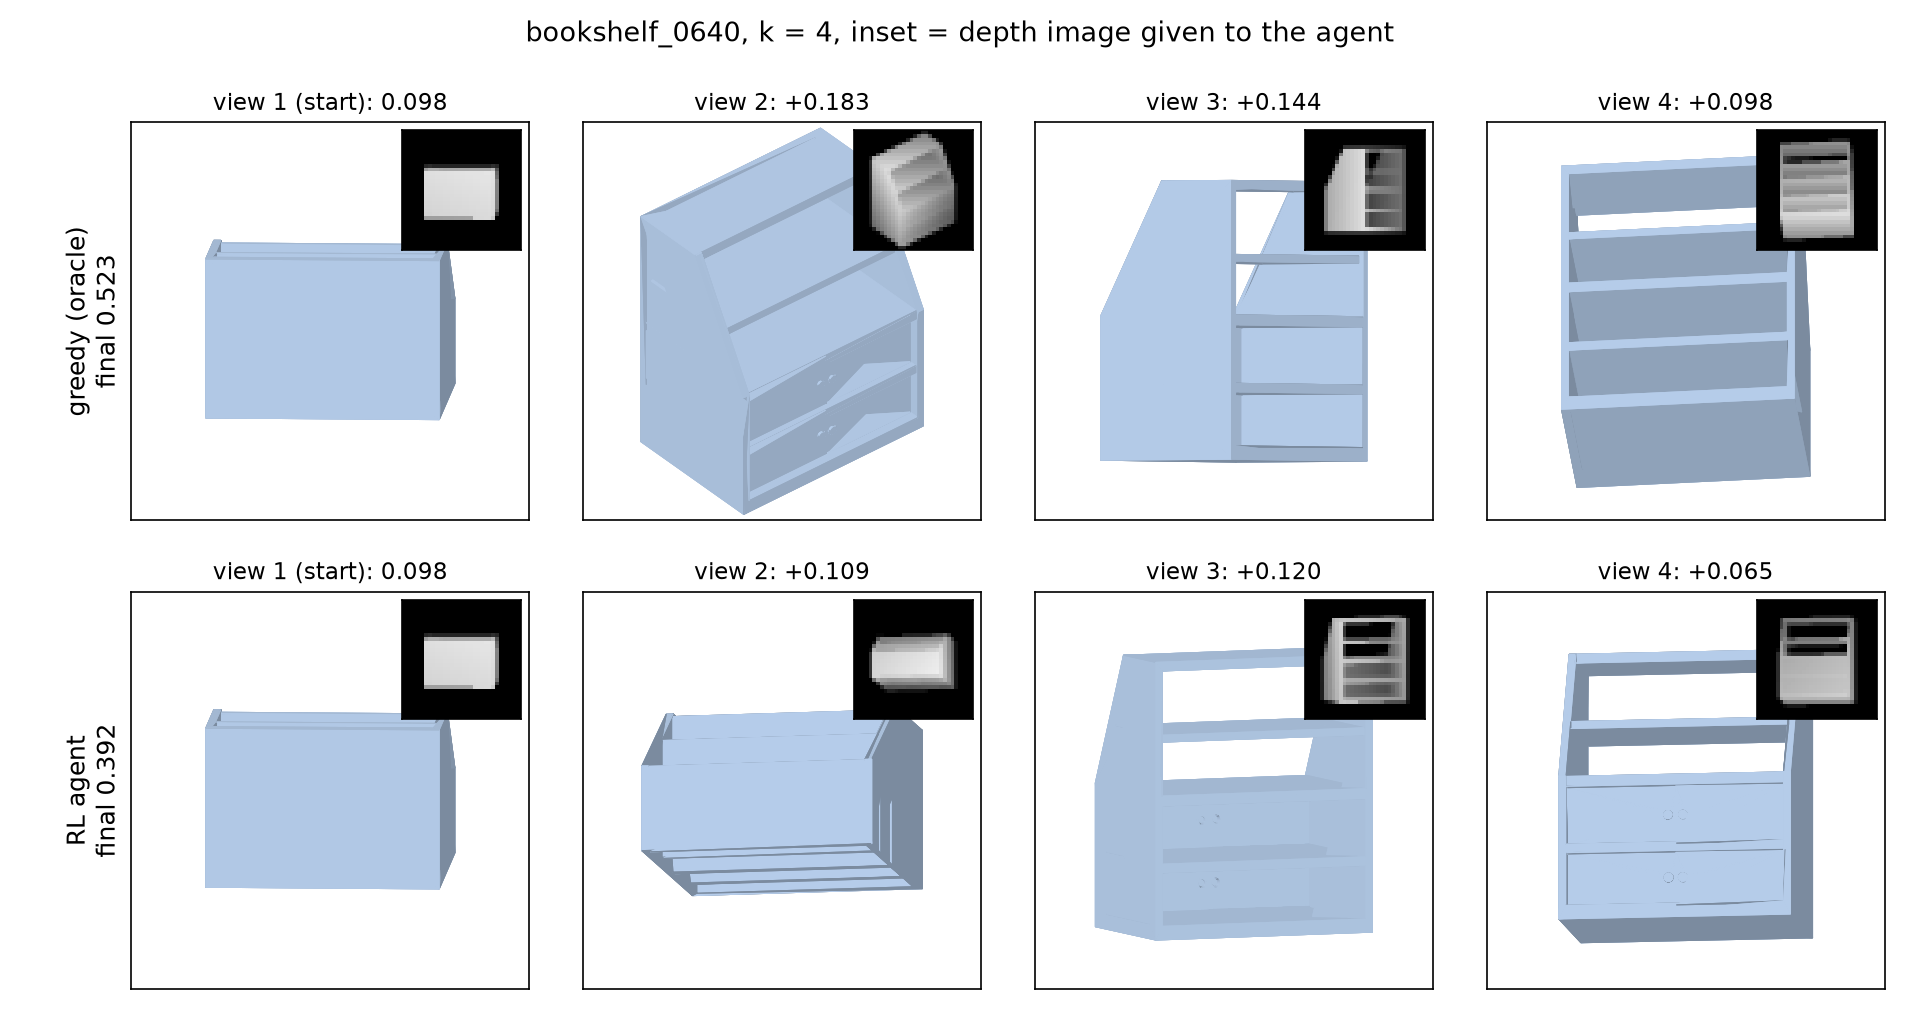 bookshelf_0640, k = 4, inset = depth image given to the agent
greedy (oracle)
final 0.523
view 1 (start): 0.098
view 2: +0.183
view 3: +0.144
view 4: +0.098
RL agent
final 0.392
view 1 (start): 0.098
view 2: +0.109
view 3: +0.120
view 4: +0.065